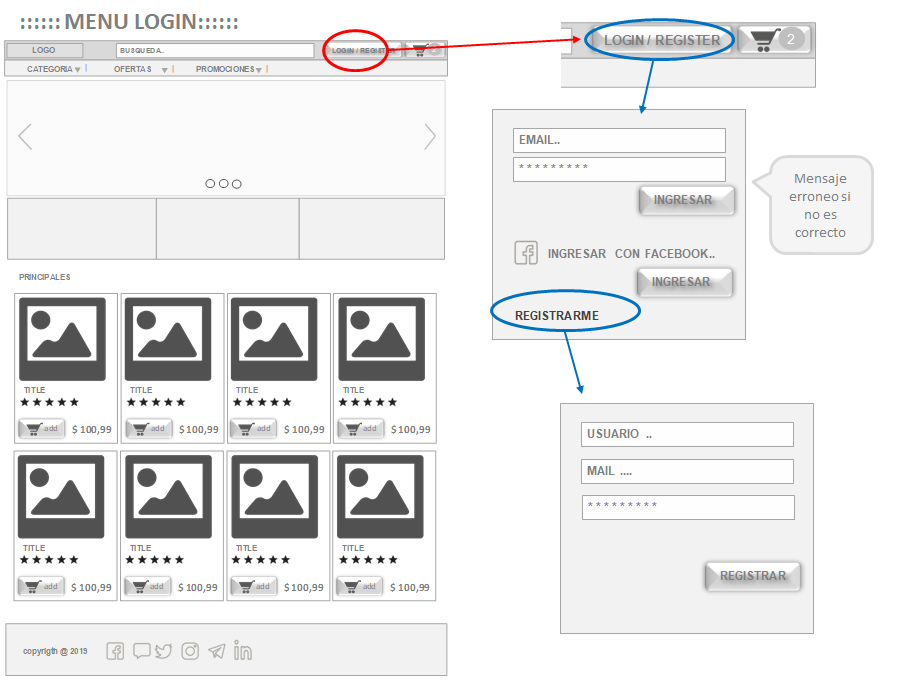 :::::: MENU LOGIN::::::
LOGO
BUSQUEDA..
LOGIN / REGISTER
CATEGORIA
OFERTAS
PROMOCIONES
PRINCIPALES
TITLE
TITLE
TITLE
TITLE
add $ 100,99
add $ 100,99
add $ 100,99
add $ 100,99
TITLE
TITLE
TITLE
TITLE
add $ 100,99
add $ 100,99
add $ 100,99
add $ 100,99
copyrigth @ 2019
LOGIN / REGISTER
2
EMAIL..
* * * * * * * * *
INGRESAR
INGRESAR CON FACEBOOK..
INGRESAR
REGISTRARME
Mensaje
erroneo si
no es
correcto
USUARIO ..
MAIL ....
* * * * * * * * *
REGISTRAR